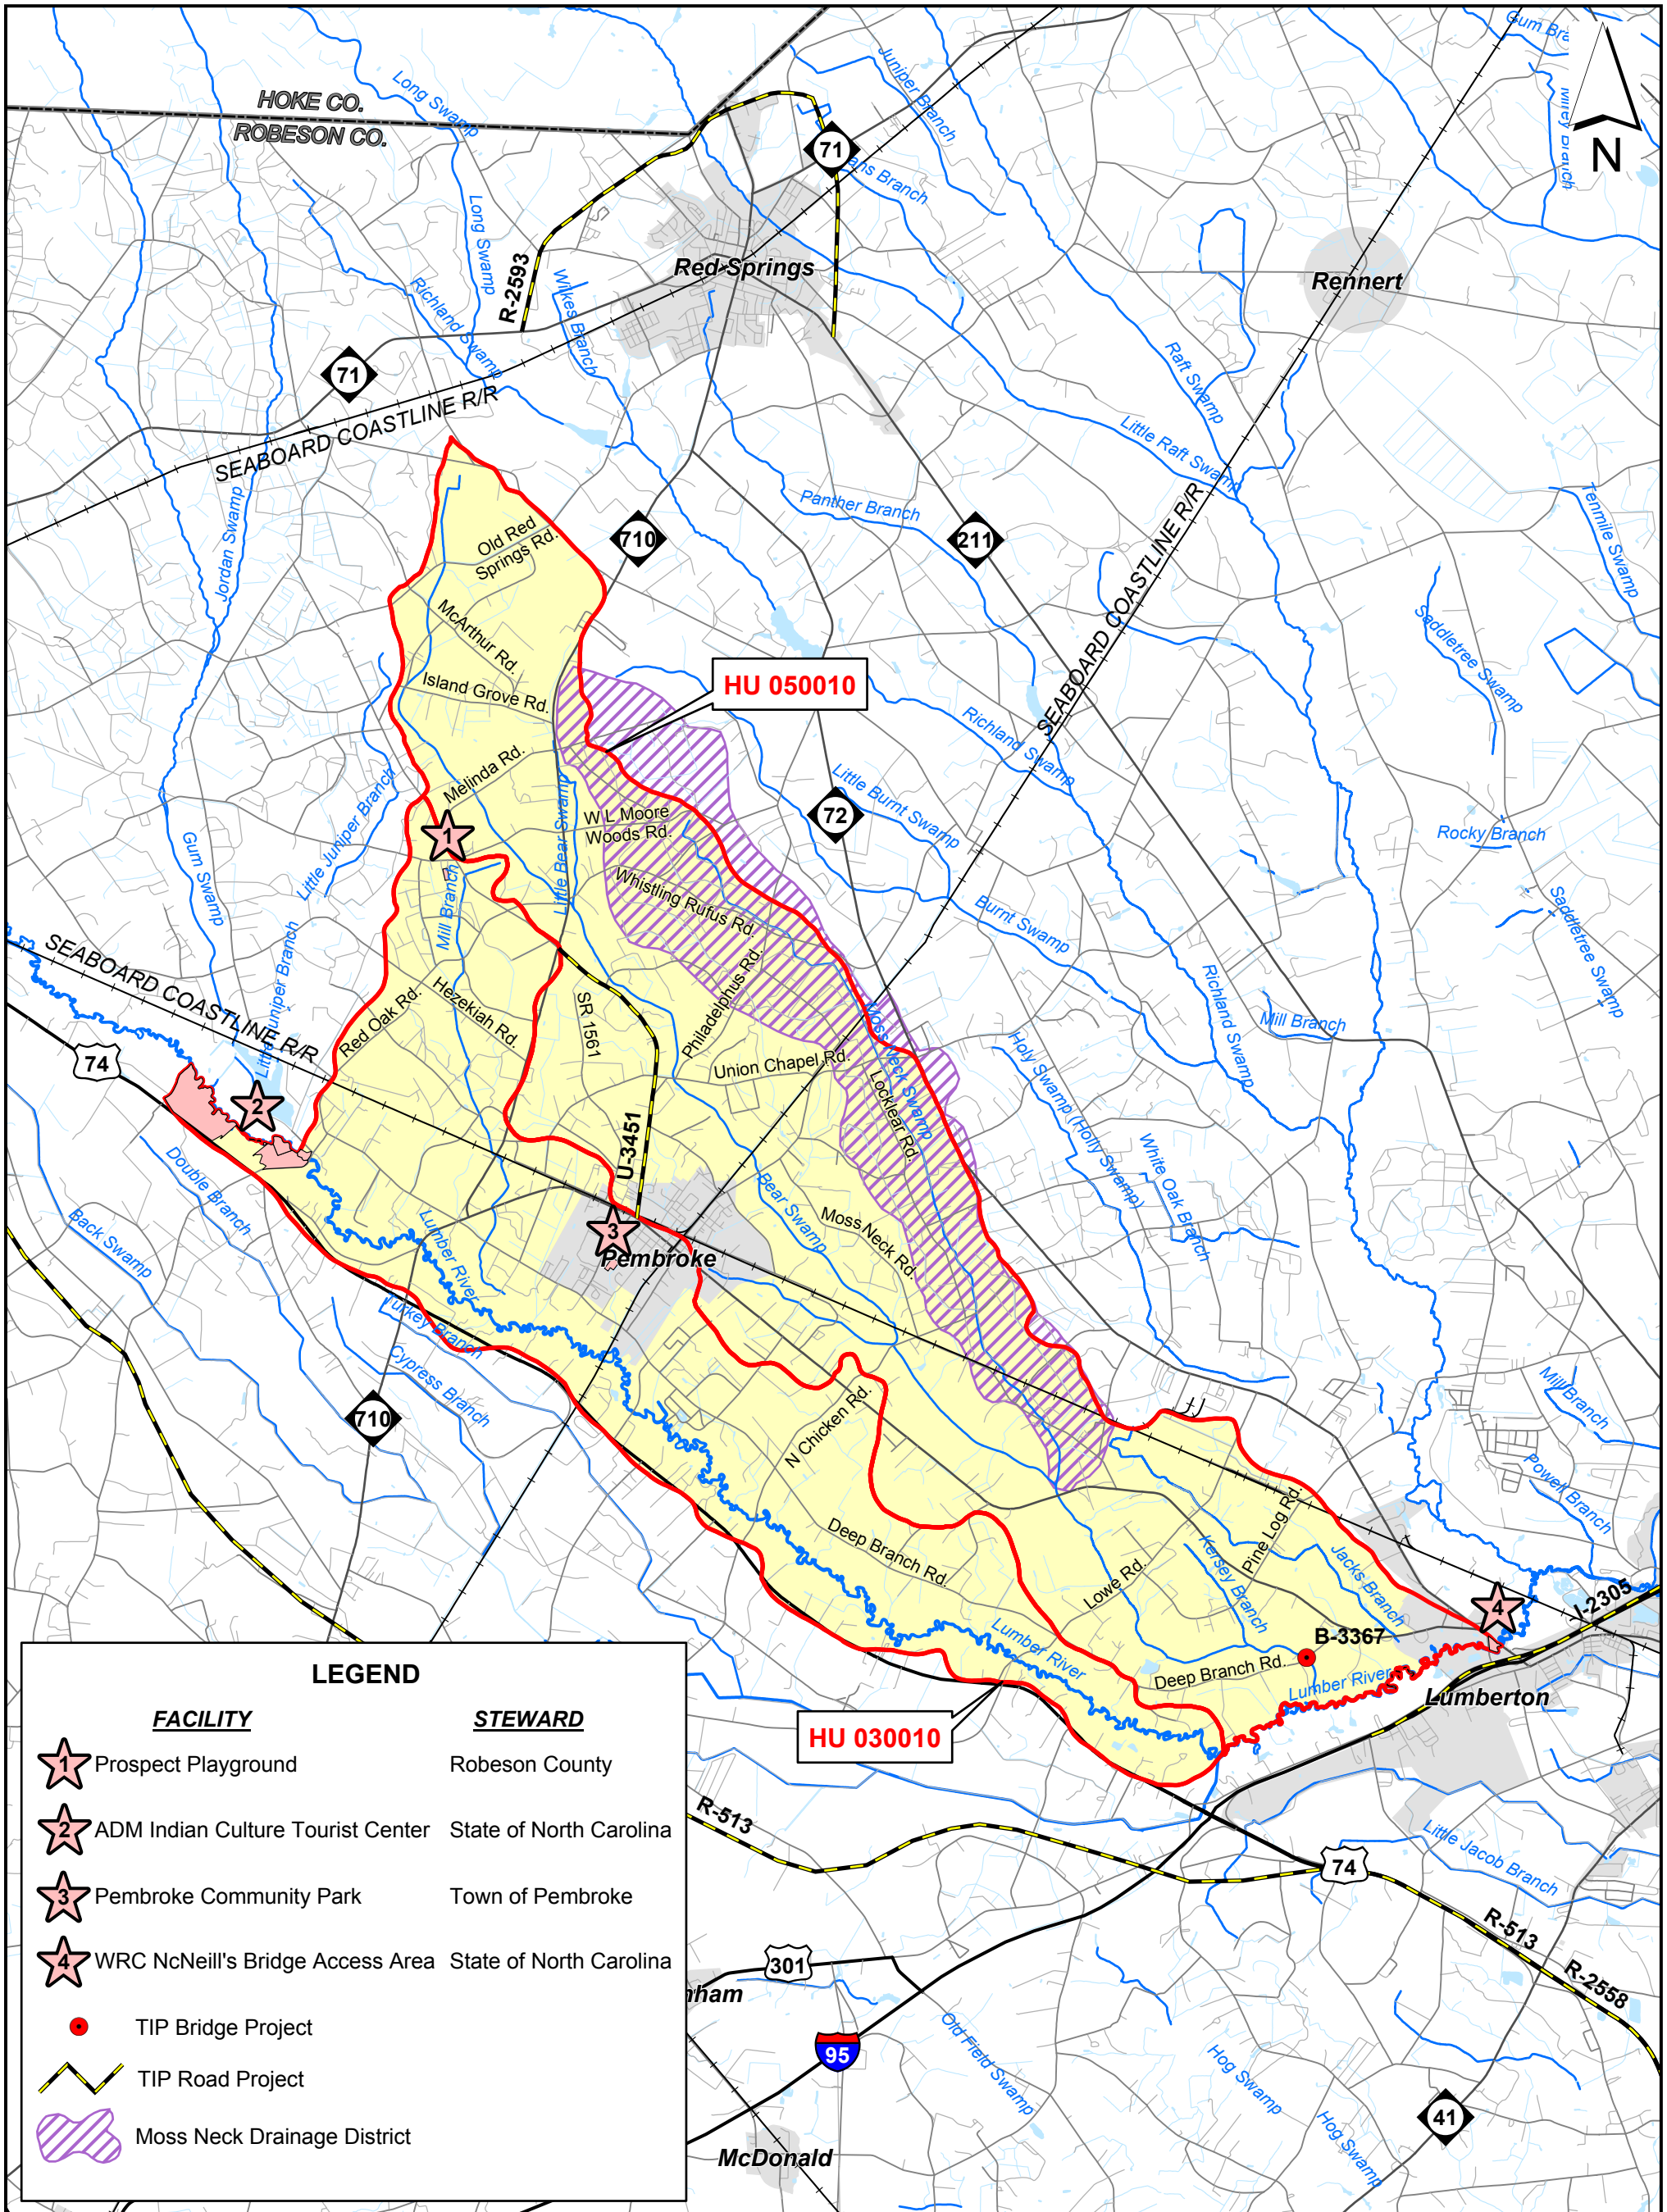 HOKE CO.
ROBESON CO.
Long Swamp
Long Swamp
Juniper Branch
N
71
R-2593
Red Springs
Rennert
Richland Swamp
Wilkes Branch
71
SEABOARD COASTLINE R/R
Raft Swamp
Little Raft Swamp
Tenmile Swamp
Jordan Swamp
Old Red
Springs Rd.
710
Panther Branch
211
SEABOARD COASTLINE R/R
McArthur Rd.
Island Grove Rd.
HU 050010
Saddletree Swamp
Richland Swamp
Melinda Rd.
Little Bear Swamp
W L Moore
Woods Rd.
72
Little Burnt Swamp
Rocky Branch
Little Juniper Branch
Gum Swamp
1
Mill Branch
Whistling Rufus Rd.
Burnt Swamp
Saddletree Swamp
SEABOARD COASTLINE R/R
Little Juniper Branch
Red Oak Rd.
Hezekiah Rd.
SR 1561
Philadelphus Rd.
Union Chapel Rd.
Moss Neck Swamp
Locklear Rd.
Holy Swamp (Holly Swamp)
Richland Swamp
Mill Branch
74
2
U-3451
White Oak Branch
Double Branch
Back Swamp
Lumber River
3
Pembroke
Bear Swamp
Moss Neck Rd.
Turkey Branch
Cypress Branch
710
N Chicken Rd.
Mill Branch
Powell Branch
Deep Branch Rd.
Pine Log Rd.
Kersey Branch
Jacks Branch
Lowe Rd.
4
I-2305
B-3367
Lumber River
Deep Branch Rd.
Lumber River
Lumberton
HU 030010
R-513
74
Little Jacob Branch
R-513
R-2558
301
95
Old Field Swamp
Hog Swamp
Hog Swamp
41
McDonald
LEGEND
FACILITY STEWARD
1 Prospect Playground Robeson County
2 ADM Indian Culture Tourist Center State of North Carolina
3 Pembroke Community Park Town of Pembroke
4 WRC NcNeill's Bridge Access Area State of North Carolina
TIP Bridge Project
TIP Road Project
Moss Neck Drainage District